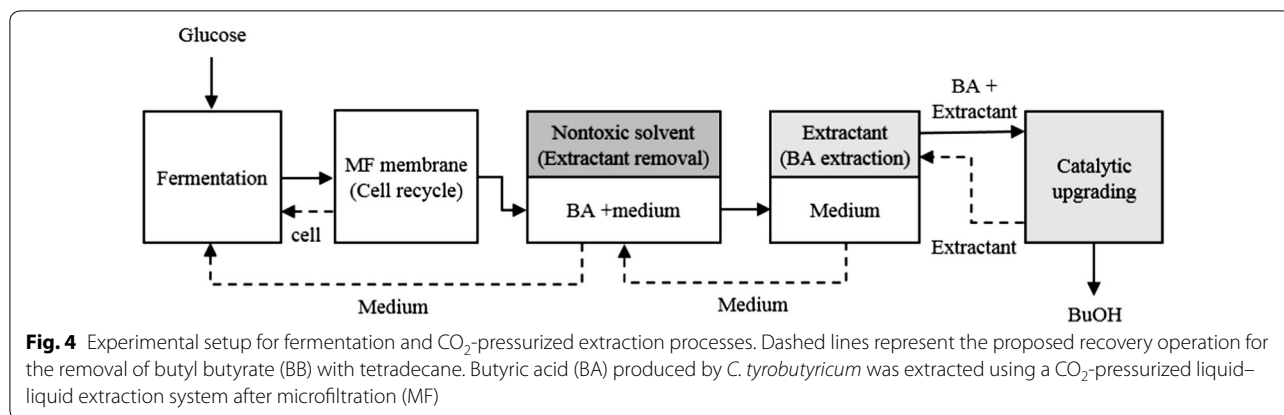 Glucose
Fermentation
MF membrane
(Cell recycle)
cell
Nontoxic solvent
(Extractant removal)
BA +medium
Extractant
(BA extraction)
Medium
BA +
Extractant
Catalytic
upgrading
Extractant
Medium
Medium
BuOH
Fig. 4 Experimental setup for fermentation and CO₂-pressurized extraction processes. Dashed lines represent the proposed recovery operation for
the removal of butyl butyrate (BB) with tetradecane. Butyric acid (BA) produced by C. tyrobutyricum was extracted using a CO₂-pressurized liquid–
liquid extraction system after microfiltration (MF)